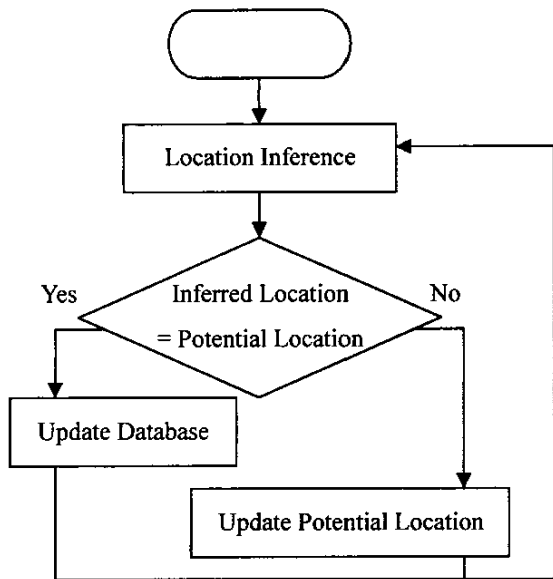 Location Inference
Yes
Inferred Location
No
= Potential Location
Update Database
Update Potential Location